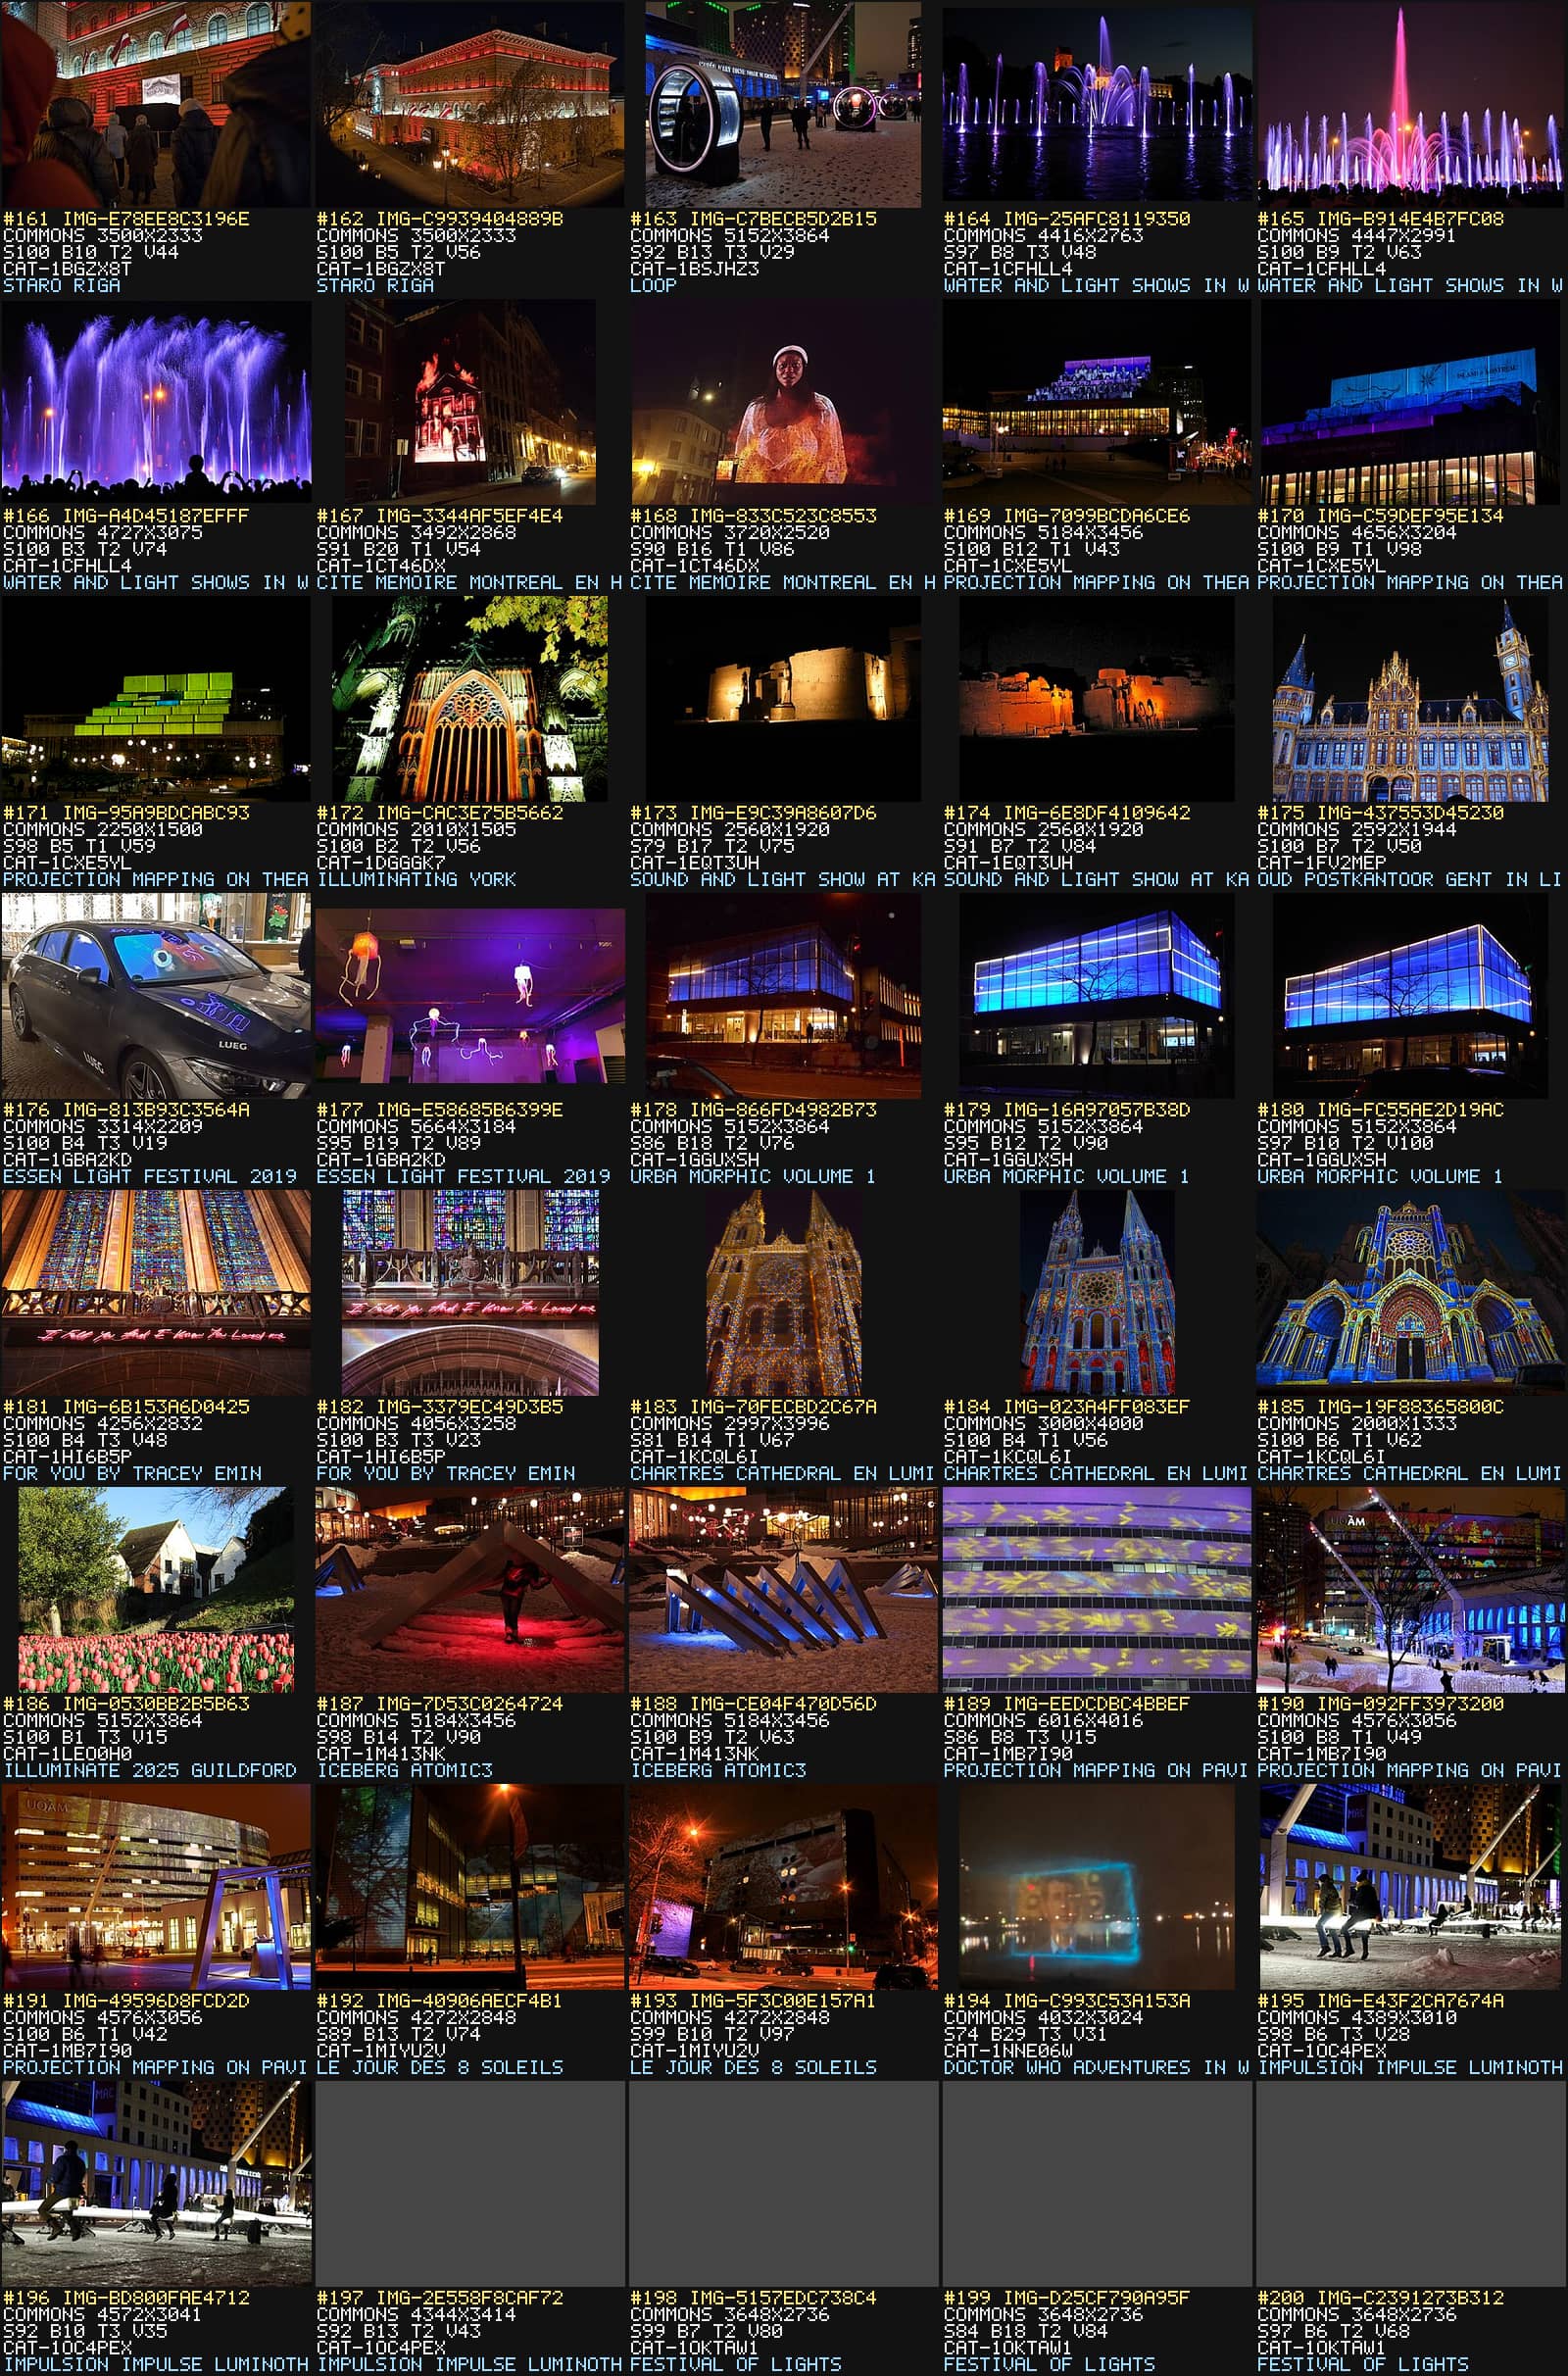 #161 IMG-E78EE8C3196E
COMMONS 3500X2333
S100 B10 T2 V44
CAT-1BGZX8T
STARO RIGA
#162 IMG-C9939404889B
COMMONS 3500X2333
S100 B5 T2 V56
CAT-1BGZX8T
STARO RIGA
#163 IMG-C7BECB5D2B15
COMMONS 5152X3864
S92 B13 T3 V29
CAT-1BSJHZ3
LOOP
#164 IMG-25AFC8119350
COMMONS 4416X2763
S97 B8 T3 V48
CAT-1CFHLL4
WATER AND LIGHT SHOWS IN W
#165 IMG-B914E4B7FC08
COMMONS 4447X2991
S100 B9 T2 V63
CAT-1CFHLL4
WATER AND LIGHT SHOWS IN W
#166 IMG-A4D45187EFFF
COMMONS 4727X3075
S100 B3 T2 V74
CAT-1CFHLL4
WATER AND LIGHT SHOWS IN W
#167 IMG-3344AF5EF4E4
COMMONS 3492X2868
S91 B20 T1 V54
CAT-1CT46DX
CITE MEMOIRE MONTREAL EN H
#168 IMG-833C523C8553
COMMONS 3720X2520
S90 B16 T1 V86
CAT-1CT46DX
CITE MEMOIRE MONTREAL EN H
#169 IMG-7099BCDA6CE6
COMMONS 5184X3456
S100 B12 T1 V43
CAT-1CXE5YL
PROJECTION MAPPING ON THEA
#170 IMG-C59DEF95E134
COMMONS 4656X3204
S100 B9 T1 V98
CAT-1CXE5YL
PROJECTION MAPPING ON THEA
#171 IMG-95A9BDCABC93
COMMONS 2250X1500
S98 B5 T1 V59
CAT-1CXE5YL
PROJECTION MAPPING ON THEA
#172 IMG-CAC3E75B5662
COMMONS 2010X1505
S100 B2 T2 V56
CAT-1DGGGK7
ILLUMINATING YORK
#173 IMG-E9C39A8607D6
COMMONS 2560X1920
S79 B17 T2 V75
CAT-1EQT3UH
SOUND AND LIGHT SHOW AT KA
#174 IMG-6E8DF4109642
COMMONS 2560X1920
S91 B7 T2 V84
CAT-1EQT3UH
SOUND AND LIGHT SHOW AT KA
#175 IMG-437553D45230
COMMONS 2592X1944
S100 B7 T2 V50
CAT-1FV2MEP
OUD POSTKANTOOR GENT IN LI
LUEG
LUEG
#176 IMG-813B93C3564A
COMMONS 3314X2209
S100 B4 T3 V19
CAT-1GBA2KD
ESSEN LIGHT FESTIVAL 2019
#177 IMG-E58685B6399E
COMMONS 5664X3184
S95 B19 T2 V89
CAT-1GBA2KD
ESSEN LIGHT FESTIVAL 2019
#178 IMG-866FD4982B73
COMMONS 5152X3864
S86 B18 T2 V76
CAT-1GGUXSH
URBA MORPHIC VOLUME 1
#179 IMG-16A97057B38D
COMMONS 5152X3864
S95 B12 T2 V90
CAT-1GGUXSH
URBA MORPHIC VOLUME 1
#180 IMG-FC55AE2D19AC
COMMONS 5152X3864
S97 B10 T2 V100
CAT-1GGUXSH
URBA MORPHIC VOLUME 1
I Felt You And I Knew You Loved me
#181 IMG-6B153A6D0425
COMMONS 4256X2832
S100 B4 T3 V48
CAT-1HI6B5P
FOR YOU BY TRACEY EMIN
I Felt You And I Knew You Loved me
#182 IMG-3379EC49D3B5
COMMONS 4056X3258
S100 B3 T3 V23
CAT-1HI6B5P
FOR YOU BY TRACEY EMIN
#183 IMG-70FECBD2C67A
COMMONS 2997X3996
S81 B14 T1 V67
CAT-1KCQL6I
CHARTRES CATHEDRAL EN LUMI
#184 IMG-023A4FF083EF
COMMONS 3000X4000
S100 B4 T1 V56
CAT-1KCQL6I
CHARTRES CATHEDRAL EN LUMI
#185 IMG-19F88365800C
COMMONS 2000X1333
S100 B6 T1 V62
CAT-1KCQL6I
CHARTRES CATHEDRAL EN LUMI
#186 IMG-0530BB2B5B63
COMMONS 5152X3864
S100 B1 T3 V15
CAT-1LEO0H0
ILLUMINATE 2025 GUILDFORD
#187 IMG-7D53C0264724
COMMONS 5184X3456
S98 B14 T2 V90
CAT-1M413NK
ICEBERG ATOMIC3
#188 IMG-CE04F470D56D
COMMONS 5184X3456
S100 B9 T2 V63
CAT-1M413NK
ICEBERG ATOMIC3
#189 IMG-EEDCDBC4BBEF
COMMONS 6016X4016
S86 B8 T3 V15
CAT-1MB7I90
PROJECTION MAPPING ON PAVI
UQÀM
#190 IMG-092FF3973200
COMMONS 4576X3056
S100 B8 T1 V49
CAT-1MB7I90
PROJECTION MAPPING ON PAVI
UQÀM
#191 IMG-49596D8FCD2D
COMMONS 4576X3056
S100 B6 T1 V42
CAT-1MB7I90
PROJECTION MAPPING ON PAVI
#192 IMG-40906AECF4B1
COMMONS 4272X2848
S89 B13 T2 V74
CAT-1MIYU2V
LE JOUR DES 8 SOLEILS
#193 IMG-5F3C00E157A1
COMMONS 4272X2848
S99 B10 T2 V97
CAT-1MIYU2V
LE JOUR DES 8 SOLEILS
#194 IMG-C993C53A153A
COMMONS 4032X3024
S74 B29 T3 V31
CAT-1NNE06W
DOCTOR WHO ADVENTURES IN W
MAC
#195 IMG-E43F2CA7674A
COMMONS 4389X3010
S98 B6 T3 V28
CAT-1OC4PEX
IMPULSION IMPULSE LUMINOTH
MAC
#196 IMG-BD800FAE4712
COMMONS 4572X3041
S92 B10 T3 V35
CAT-1OC4PEX
IMPULSION IMPULSE LUMINOTH
#197 IMG-2E558F8CAF72
COMMONS 4344X3414
S92 B13 T2 V43
CAT-1OC4PEX
IMPULSION IMPULSE LUMINOTH
#198 IMG-5157EDC738C4
COMMONS 3648X2736
S99 B7 T2 V80
CAT-1OKTAW1
FESTIVAL OF LIGHTS
#199 IMG-D25CF790A95F
COMMONS 3648X2736
S84 B18 T2 V84
CAT-1OKTAW1
FESTIVAL OF LIGHTS
#200 IMG-C2391273B312
COMMONS 3648X2736
S97 B6 T2 V68
CAT-1OKTAW1
FESTIVAL OF LIGHTS